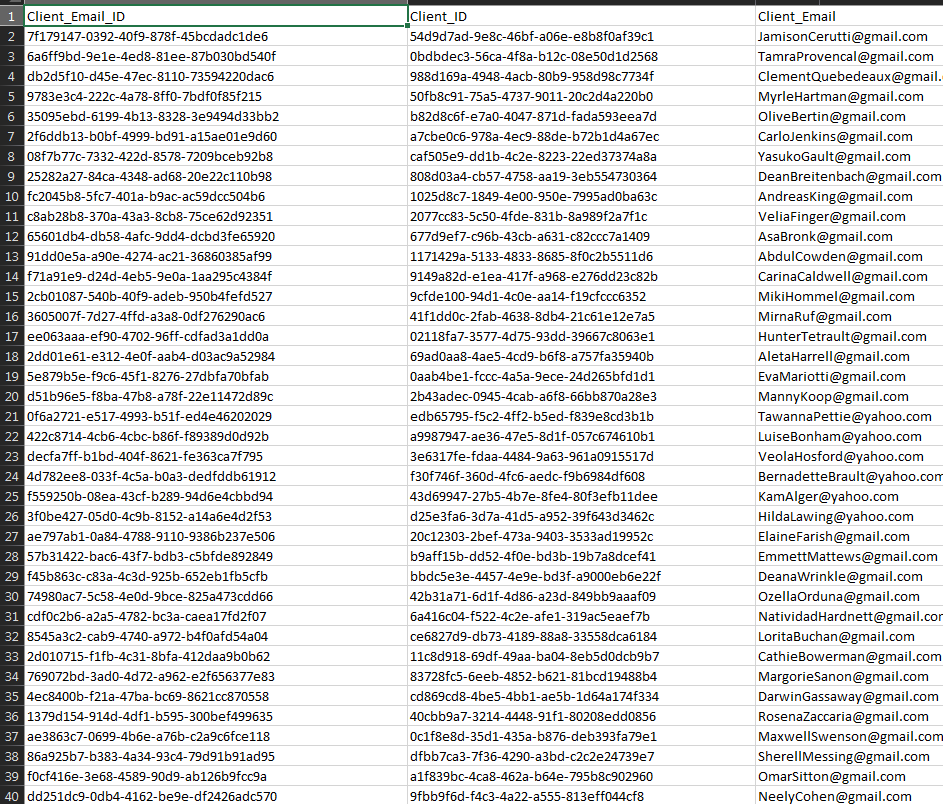 1 Client_Email_ID Client_ID Client_Email
2 7f179147-0392-40f9-878f-45bcdadc1de6 54d9d7ad-9e8c-46bf-a06e-e8b8f0af39c1 JamisonCerutti@gmail.com
3 6a6ff9bd-9e1e-4ed8-81ee-87b030bd540f 0bdbdec3-56ca-4f8a-b12c-08e50d1d2568 TamraProvencal@gmail.com
4 db2d5f10-d45e-47ec-8110-73594220dac6 988d169a-4948-4acb-80b9-958d98c7734f ClementQuebedeaux@gmail.
5 9783e3c4-222c-4a78-8ff0-7bdf0f85f215 50fb8c91-75a5-4737-9011-20c2d4a220b0 MyrleHartman@gmail.com
6 35095ebd-6199-4b13-8328-3e9494d33bb2 b82d8c6f-e7a0-4047-871d-fada593eea7d OliveBertin@gmail.com
7 2f6ddb13-b0bf-4999-bd91-a15ae01e9d60 a7cbe0c6-978a-4ec9-88de-b72b1d4a67ec CarloJenkins@gmail.com
8 08f7b77c-7332-422d-8578-7209bceb92b8 caf505e9-dd1b-4c2e-8223-22ed37374a8a YasukoGault@gmail.com
9 25282a27-84ca-4348-ad68-20e22c110b98 808d03a4-cb57-4758-aa19-3eb554730364 DeanBreitenbach@gmail.com
10 fc2045b8-5fc7-401a-b9ac-ac59dcc504b6 1025d8c7-1849-4e00-950e-7995ad0ba63c AndreasKing@gmail.com
11 c8ab28b8-370a-43a3-8cb8-75ce62d92351 2077cc83-5c50-4fde-831b-8a989f2a7f1c VeliaFinger@gmail.com
12 65601db4-db58-4afc-9dd4-dcbd3fe65920 677d9ef7-c96b-43cb-a631-c82ccc7a1409 AsaBronk@gmail.com
13 91dd0e5a-a90e-4274-ac21-36860385af99 1171429a-5133-4833-8685-8f0c2b5511d6 AbdulCowden@gmail.com
14 f71a91e9-d24d-4eb5-9e0a-1aa295c4384f 9149a82d-e1ea-417f-a968-e276dd23c82b CarinaCaldwell@gmail.com
15 2cb01087-540b-40f9-adeb-950b4fefd527 9cfde100-94d1-4c0e-aa14-f19cfccc6352 MikiHommel@gmail.com
16 3605007f-7d27-4ffd-a3a8-0df276290ac6 41f1dd0c-2fab-4638-8db4-21c61e12e7a5 MirnaRuf@gmail.com
17 ee063aaa-ef90-4702-96ff-cdfad3a1dd0a 02118fa7-3577-4d75-93dd-39667c8063e1 HunterTetrault@gmail.com
18 2dd01e61-e312-4e0f-aab4-d03ac9a52984 69ad0aa8-4ae5-4cd9-b6f8-a757fa35940b AletaHarrell@gmail.com
19 5e879b5e-f9c6-45f1-8276-27dbfa70bfab 0aab4be1-fccc-4a5a-9ece-24d265bfd1d1 EvaMariotti@gmail.com
20 d51b96e5-f8ba-47b8-a78f-22e11472d89c 2b43adec-0945-4cab-a6f8-66bb870a28e3 MannyKoop@gmail.com
21 0f6a2721-e517-4993-b51f-ed4e46202029 edb65795-f5c2-4ff2-b5ed-f839e8cd3b1b TawannaPettie@yahoo.com
22 422c8714-4cb6-4cbc-b86f-f89389d0d92b a9987947-ae36-47e5-8d1f-057c674610b1 LuiseBonham@yahoo.com
23 decfa7ff-b1bd-404f-8621-fe363ca7f795 3e6317fe-fdaa-4484-9a63-961a0915517d VeolaHosford@yahoo.com
24 4d782ee8-033f-4c5a-b0a3-dedfddb61912 f30f746f-360d-4fc6-aedc-f9b6984df608 BernadetteBrault@yahoo.com
25 f559250b-08ea-43cf-b289-94d6e4cbbd94 43d69947-27b5-4b7e-8fe4-80f3efb11dee KamAlger@yahoo.com
26 3f0be427-05d0-4c9b-8152-a14a6e4d2f53 d25e3fa6-3d7a-41d5-a952-39f643d3462c HildaLawing@yahoo.com
27 ae797ab1-0a84-4788-9110-9386b237e506 20c12303-2bef-473a-9403-3533ad19952c ElaineFarish@gmail.com
28 57b31422-bac6-43f7-bdb3-c5bfde892849 b9aff15b-dd52-4f0e-bd3b-19b7a8dcef41 EmmettMattews@gmail.com
29 f45b863c-c83a-4c3d-925b-652eb1fb5cfb bbdc5e3e-4457-4e9e-bd3f-a9000eb6e22f DeanaWrinkle@gmail.com
30 74980ac7-5c58-4e0d-9bce-825a473cdd66 42b31a71-6d1f-4d86-a23d-849bb9aaaf09 OzellaOrduna@gmail.com
31 cdf0c2b6-a2a5-4782-bc3a-caea17fd2f07 6a416c04-f522-4c2e-afe1-319ac5eaef7b NatividadHardnett@gmail.com
32 8545a3c2-cab9-4740-a972-b4f0afd54a04 ce6827d9-db73-4189-88a8-33558dca6184 LoritaBuchan@gmail.com
33 2d010715-f1fb-4c31-8bfa-412daa9b0b62 11c8d918-69df-49aa-ba04-8eb5d0dcb9b7 CathieBowerman@gmail.com
34 769072bd-3ad0-4d72-a962-e2f656377e83 83728fc5-6eeb-4852-b621-81bcd19488b4 MargorieSanon@gmail.com
35 4ec8400b-f21a-47ba-bc69-8621cc870558 cd869cd8-4be5-4bb1-ae5b-1d64a174f334 DarwinGassaway@gmail.com
36 1379d154-914d-4df1-b595-300bef499635 40cbb9a7-3214-4448-91f1-80208edd0856 RosenaZaccaria@gmail.com
37 ae3863c7-0699-4b6e-a76b-c2a9c6fce118 0c1f8e8d-35d1-435a-b876-deb393fa79e1 MaxwellSwenson@gmail.com
38 86a925b7-b383-4a34-93c4-79d91b91ad95 dfbb7ca3-7f36-4290-a3bd-c2c2e24739e7 SherellMessing@gmail.com
39 f0cf416e-3e68-4589-90d9-ab126b9fcc9a a1f839bc-4ca8-462a-b64e-795b8c902960 OmarSitton@gmail.com
40 dd251dc9-0db4-4162-be9e-df2426adc570 9fbb9f6d-f4c3-4a22-a555-813eff044cf8 NeelyCohen@gmail.com